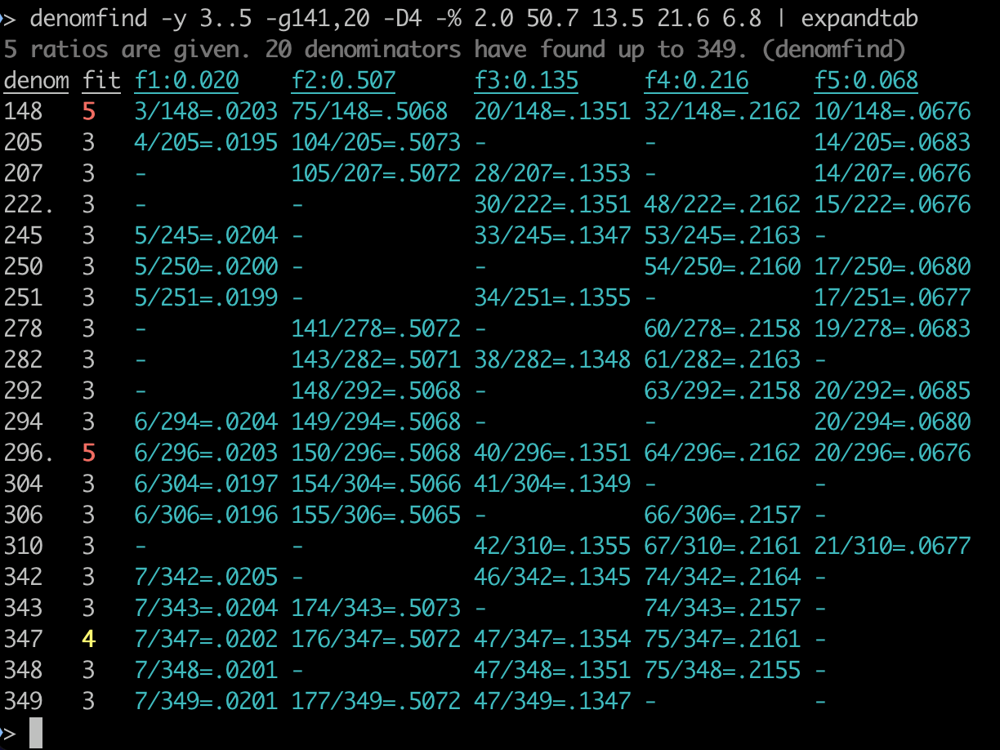 > denomfind -y 3..5 -g141,20 -D4 -% 2.0 50.7 13.5 21.6 6.8 | expandtab
5 ratios are given. 20 denominators have found up to 349. (denomfind)
denom fit f1:0.020 f2:0.507 f3:0.135 f4:0.216 f5:0.068
148 5 3/148=.0203 75/148=.5068 20/148=.1351 32/148=.2162 10/148=.0676
205 3 4/205=.0195 104/205=.5073 - - 14/205=.0683
207 3 - 105/207=.5072 28/207=.1353 - 14/207=.0676
222. 3 - - 30/222=.1351 48/222=.2162 15/222=.0676
245 3 5/245=.0204 - 33/245=.1347 53/245=.2163 -
250 3 5/250=.0200 - - 54/250=.2160 17/250=.0680
251 3 5/251=.0199 - 34/251=.1355 - 17/251=.0677
278 3 - 141/278=.5072 - 60/278=.2158 19/278=.0683
282 3 - 143/282=.5071 38/282=.1348 61/282=.2163 -
292 3 - 148/292=.5068 - 63/292=.2158 20/292=.0685
294 3 6/294=.0204 149/294=.5068 - - 20/294=.0680
296. 5 6/296=.0203 150/296=.5068 40/296=.1351 64/296=.2162 20/296=.0676
304 3 6/304=.0197 154/304=.5066 41/304=.1349 - -
306 3 6/306=.0196 155/306=.5065 - 66/306=.2157 -
310 3 - - 42/310=.1355 67/310=.2161 21/310=.0677
342 3 7/342=.0205 - 46/342=.1345 74/342=.2164 -
343 3 7/343=.0204 174/343=.5073 - 74/343=.2157 -
347 4 7/347=.0202 176/347=.5072 47/347=.1354 75/347=.2161 -
348 3 7/348=.0201 - 47/348=.1351 75/348=.2155 -
349 3 7/349=.0201 177/349=.5072 47/349=.1347 - -
>